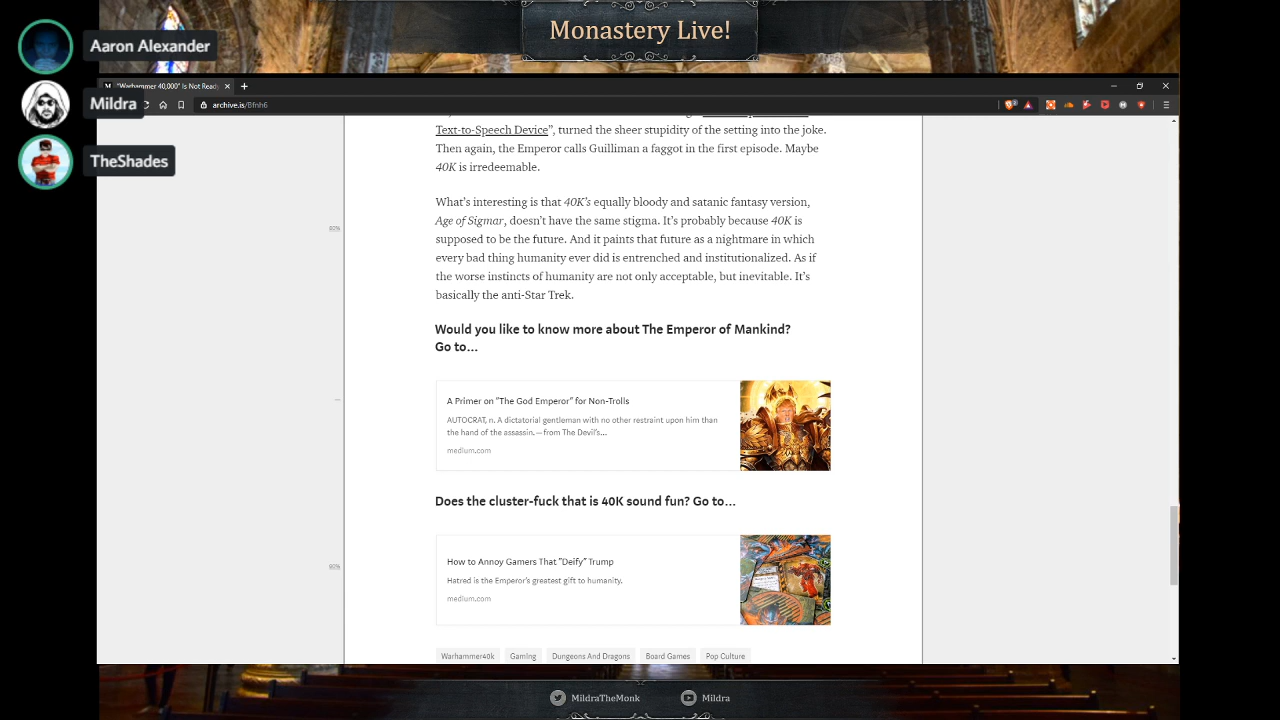 Monastery Live!
Aaron Alexander
Mildra
TheShades
"Warhammer 40,000" Is Not Ready
archive.is/Bfnh6
Text-to-Speech Device”, turned the sheer stupidity of the setting into the joke.
Then again, the Emperor calls Guilliman a faggot in the first episode. Maybe
40K is irredeemable.
What’s interesting is that 40K’s equally bloody and satanic fantasy version,
Age of Sigmar, doesn’t have the same stigma. It’s probably because 40K is
supposed to be the future. And it paints that future as a nightmare in which
every bad thing humanity ever did is entrenched and institutionalized. As if
the worse instincts of humanity are not only acceptable, but inevitable. It’s
basically the anti-Star Trek.
80%
Would you like to know more about The Emperor of Mankind?
Go to…
A Primer on “The God Emperor” for Non-Trolls
AUTOCRAT, n. A dictatorial gentleman with no other restraint upon him than
the hand of the assassin. — from The Devil’s…
medium.com
Does the cluster-fuck that is 40K sound fun? Go to…
How to Annoy Gamers That “Deify” Trump
Hatred is the Emperor’s greatest gift to humanity.
medium.com
90%
Warhammer40k
Gaming
Dungeons And Dragons
Board Games
Pop Culture
MildraTheMonk
Mildra